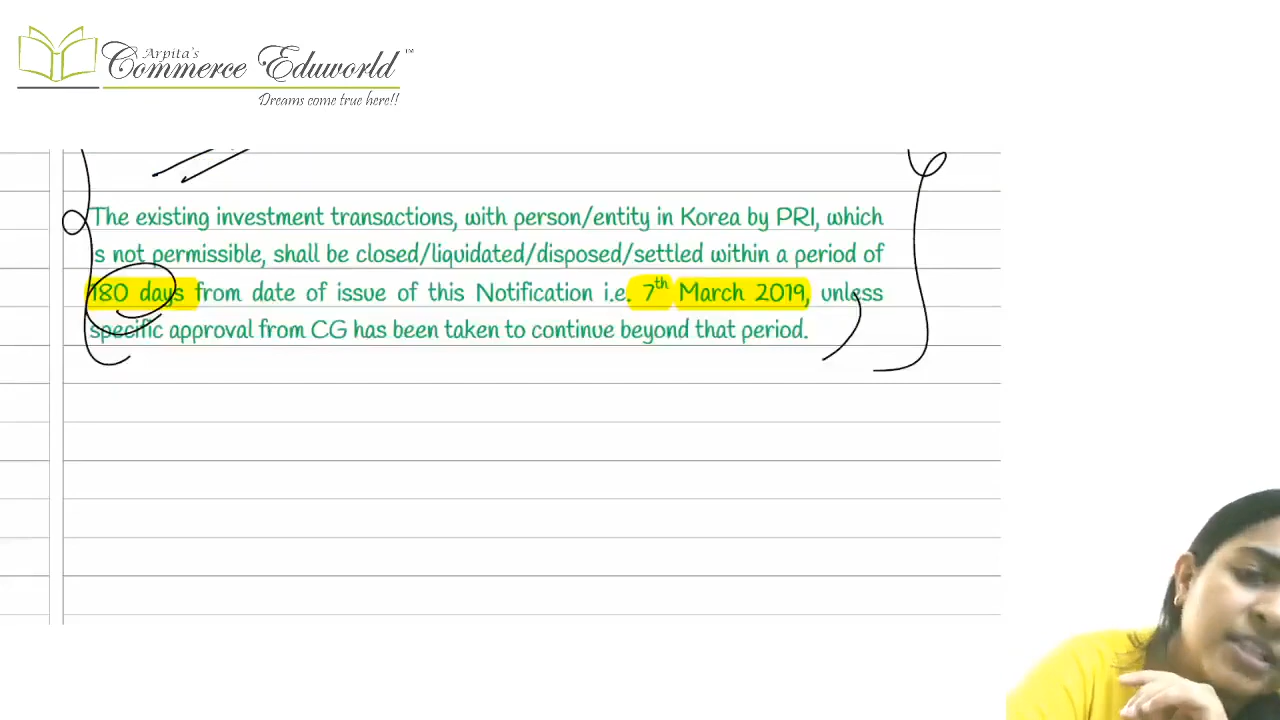 Arpita's
Commerce Eduworld™
Dreams come true here!!
The existing investment transactions, with person/entity in Korea by PRI, which
is not permissible, shall be closed/liquidated/disposed/settled within a period of
180 days from date of issue of this Notification i.e. 7th March 2019, unless
specific approval from CG has been taken to continue beyond that period.